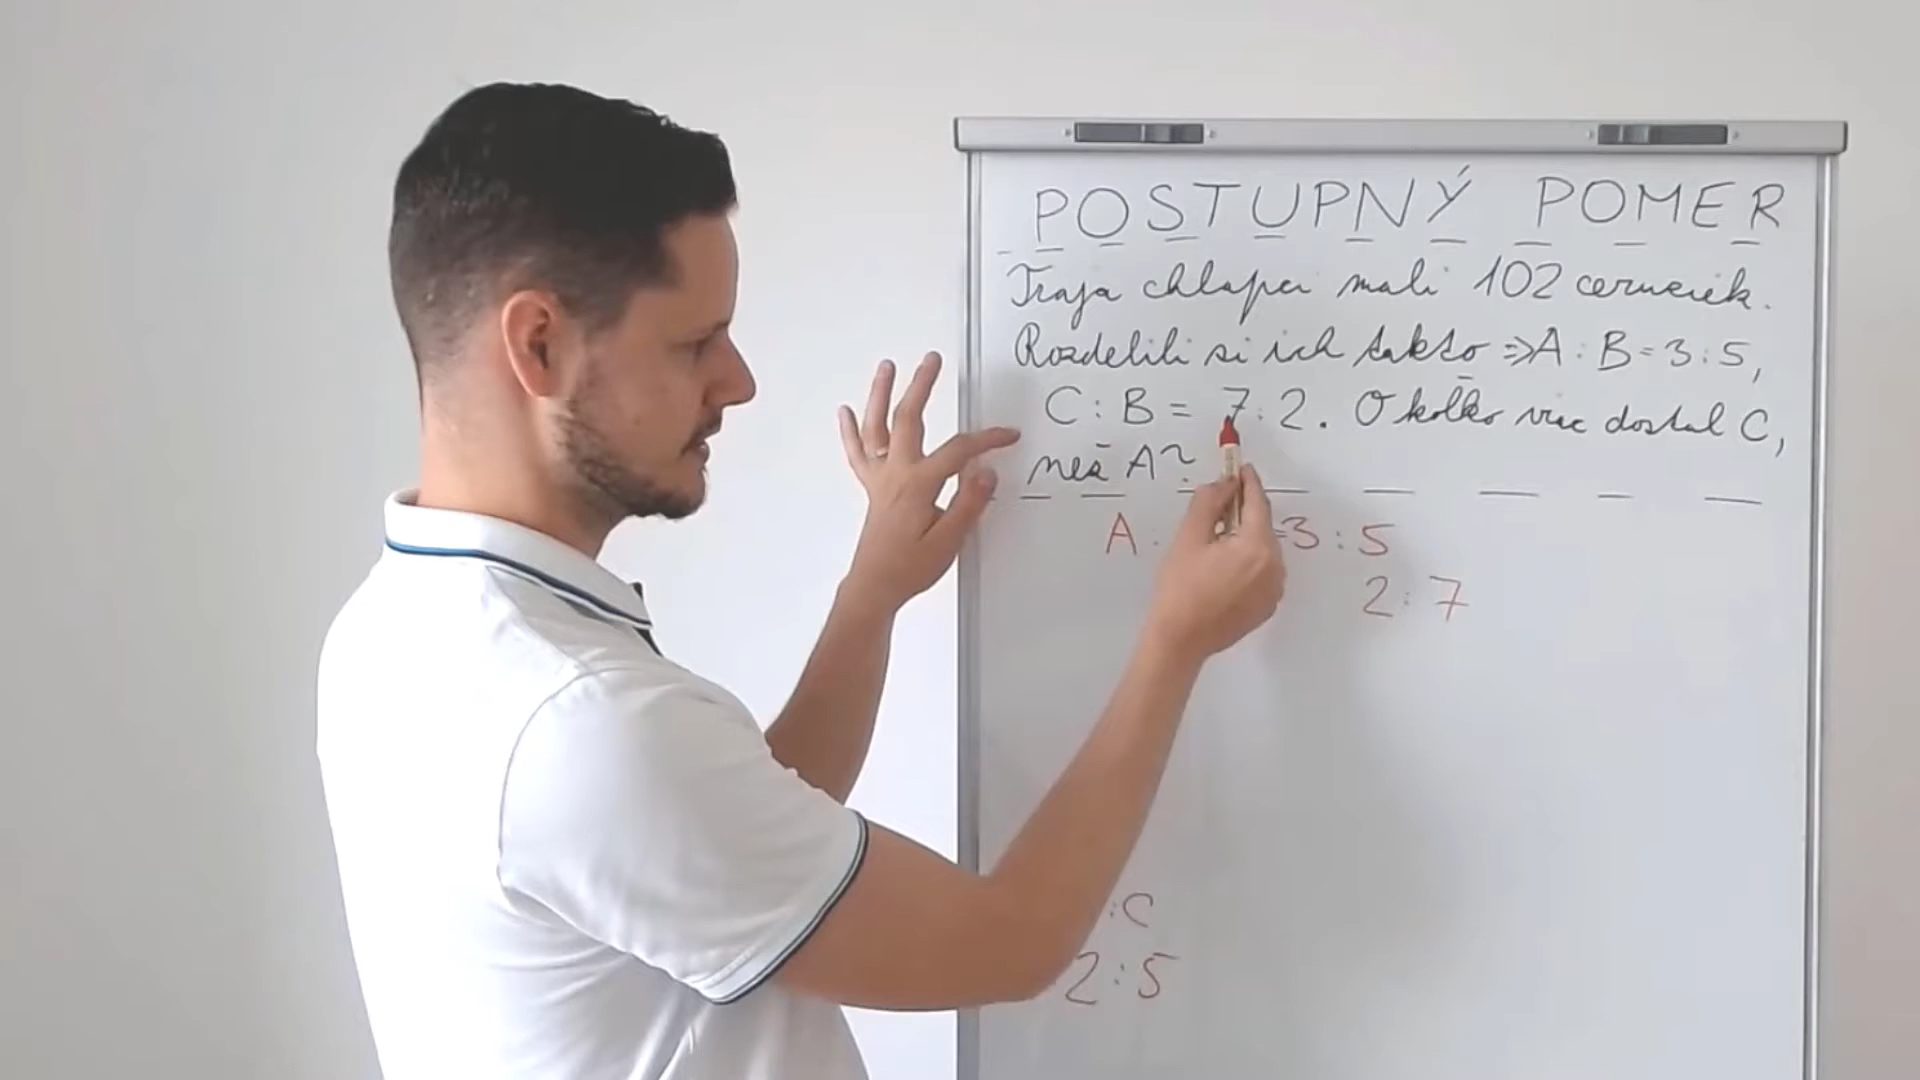 POSTUPNÝ POMER
Traja chlapci mali 102 ceruziek.
Rozdelili si ich takto => A : B = 3 : 5,
C : B = 7 : 2. O koľko viac dostal C,
než A?
A : = 3 : 5
2 : 7
: C
2 : 5